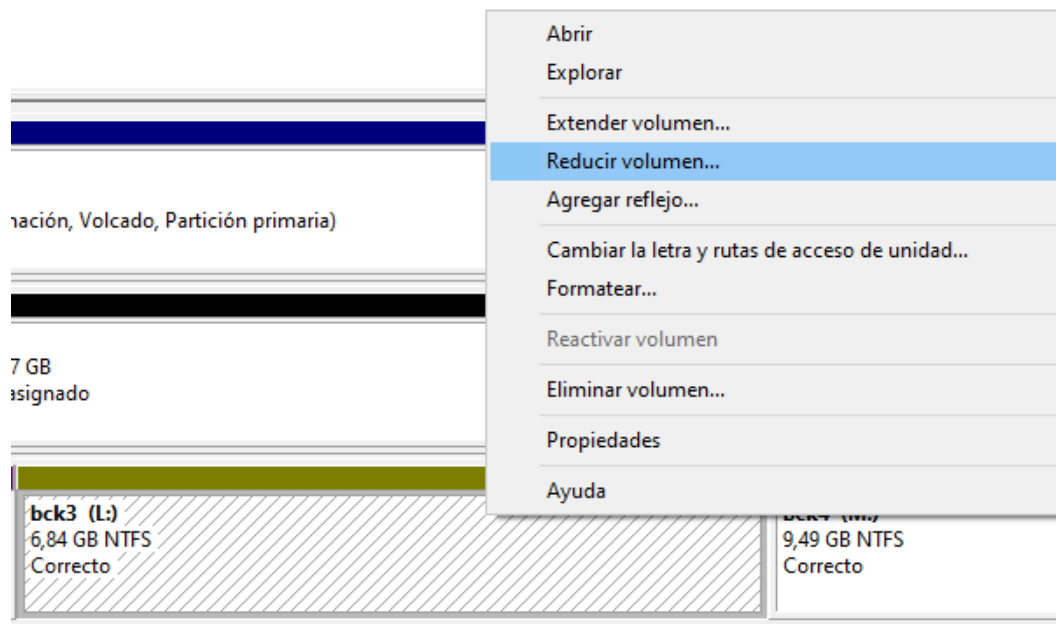 Abrir
Explorar
Extender volumen...
Reducir volumen...
Agregar reflejo...
Cambiar la letra y rutas de acceso de unidad...
Formatear...
Reactivar volumen
Eliminar volumen...
Propiedades
Ayuda
Volcado, Partición primaria)
7 GB
bck3 (L:)
6,84 GB NTFS
Correcto
9,49 GB NTFS
Correcto